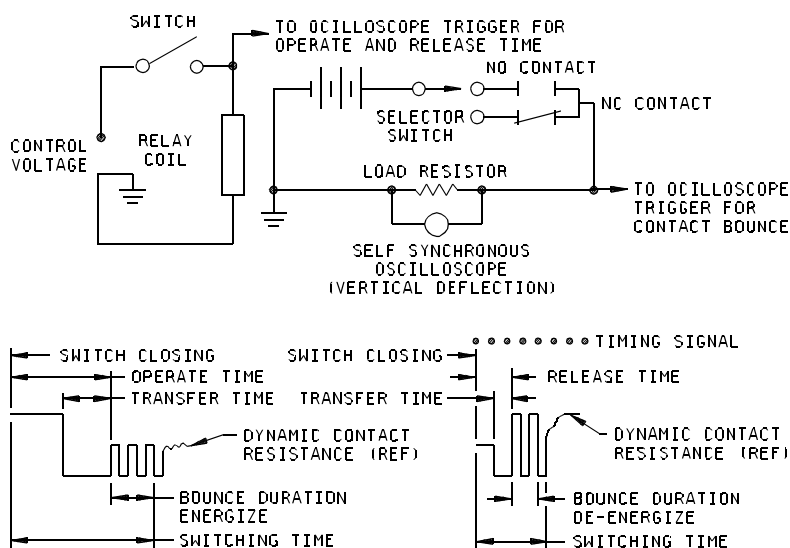 SWITCH
TO OCILLOSCOPE TRIGGER FOR
OPERATE AND RELEASE TIME
NO CONTACT
NC CONTACT
SELECTOR
SWITCH
CONTROL
VOLTAGE
RELAY
COIL
LOAD RESISTOR
TO OCILLOSCOPE
TRIGGER FOR
CONTACT BOUNCE
SELF SYNCHRONOUS
OSCILLOSCOPE
(VERTICAL DEFLECTION)
TIMING SIGNAL
SWITCH CLOSING
OPERATE TIME
TRANSFER TIME
DYNAMIC CONTACT
RESISTANCE (REF)
BOUNCE DURATION
ENERGIZE
SWITCHING TIME
SWITCH CLOSING
RELEASE TIME
TRANSFER TIME
DYNAMIC CONTACT
RESISTANCE (REF)
BOUNCE DURATION
DE-ENERGIZE
SWITCHING TIME